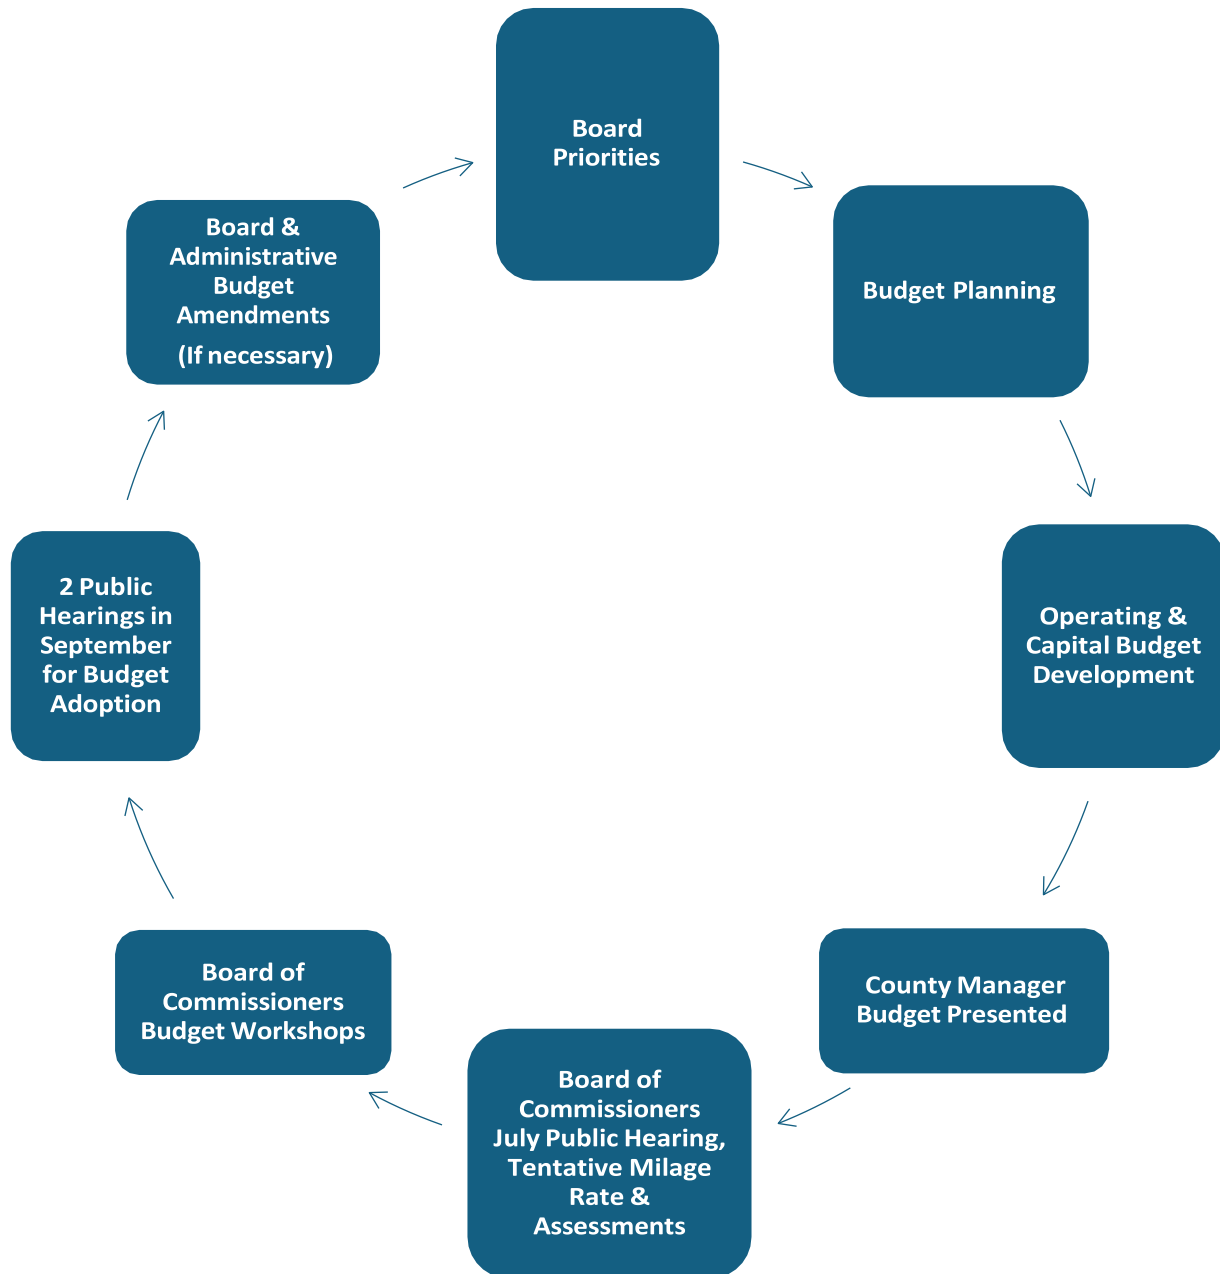 Board
Priorities
Budget Planning
Operating &
Capital Budget
Development
County Manager
Budget Presented
Board of
Commissioners
July Public Hearing,
Tentative Milage
Rate &
Assessments
Board of
Commissioners
Budget Workshops
2 Public
Hearings in
September
for Budget
Adoption
Board &
Administrative
Budget
Amendments
(If necessary)